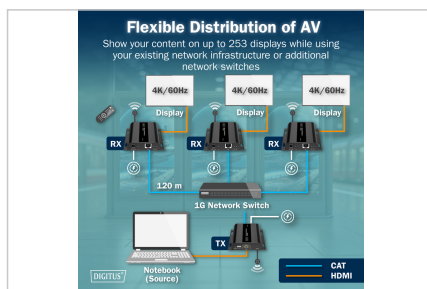 Flexible Distribution of AV
Show your content on up to 253 displays while using
your existing network infrastructure or additional
network switches
4K/60Hz
4K/60Hz
4K/60Hz
Display
Display
Display
RX
RX
RX
120 m
1G Network Switch
TX
Notebook
(Source)
DIGITUS®
CAT
HDMI